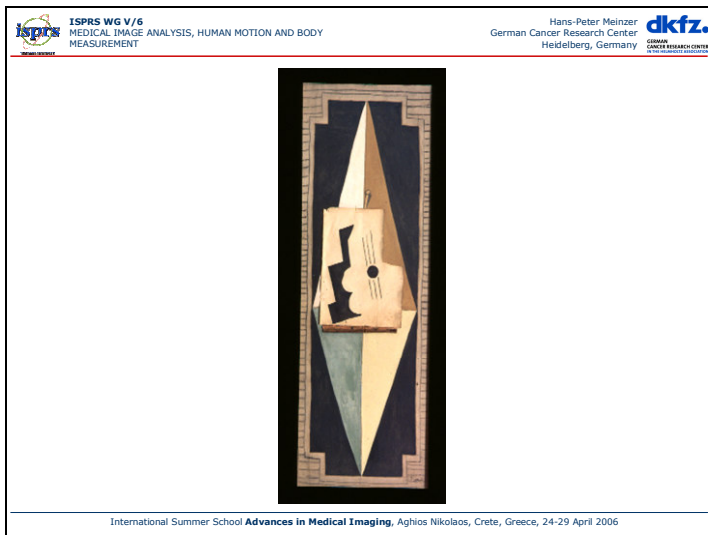 isprs
ISPRS WG V/6
MEDICAL IMAGE ANALYSIS, HUMAN MOTION AND BODY
MEASUREMENT
Hans-Peter Meinzer
German Cancer Research Center
Heidelberg, Germany
dkfz.
GERMAN
CANCER RESEARCH CENTER
IN THE HELMHOLTZ ASSOCIATION
International Summer School Advances in Medical Imaging, Aghios Nikolaos, Crete, Greece, 24-29 April 2006